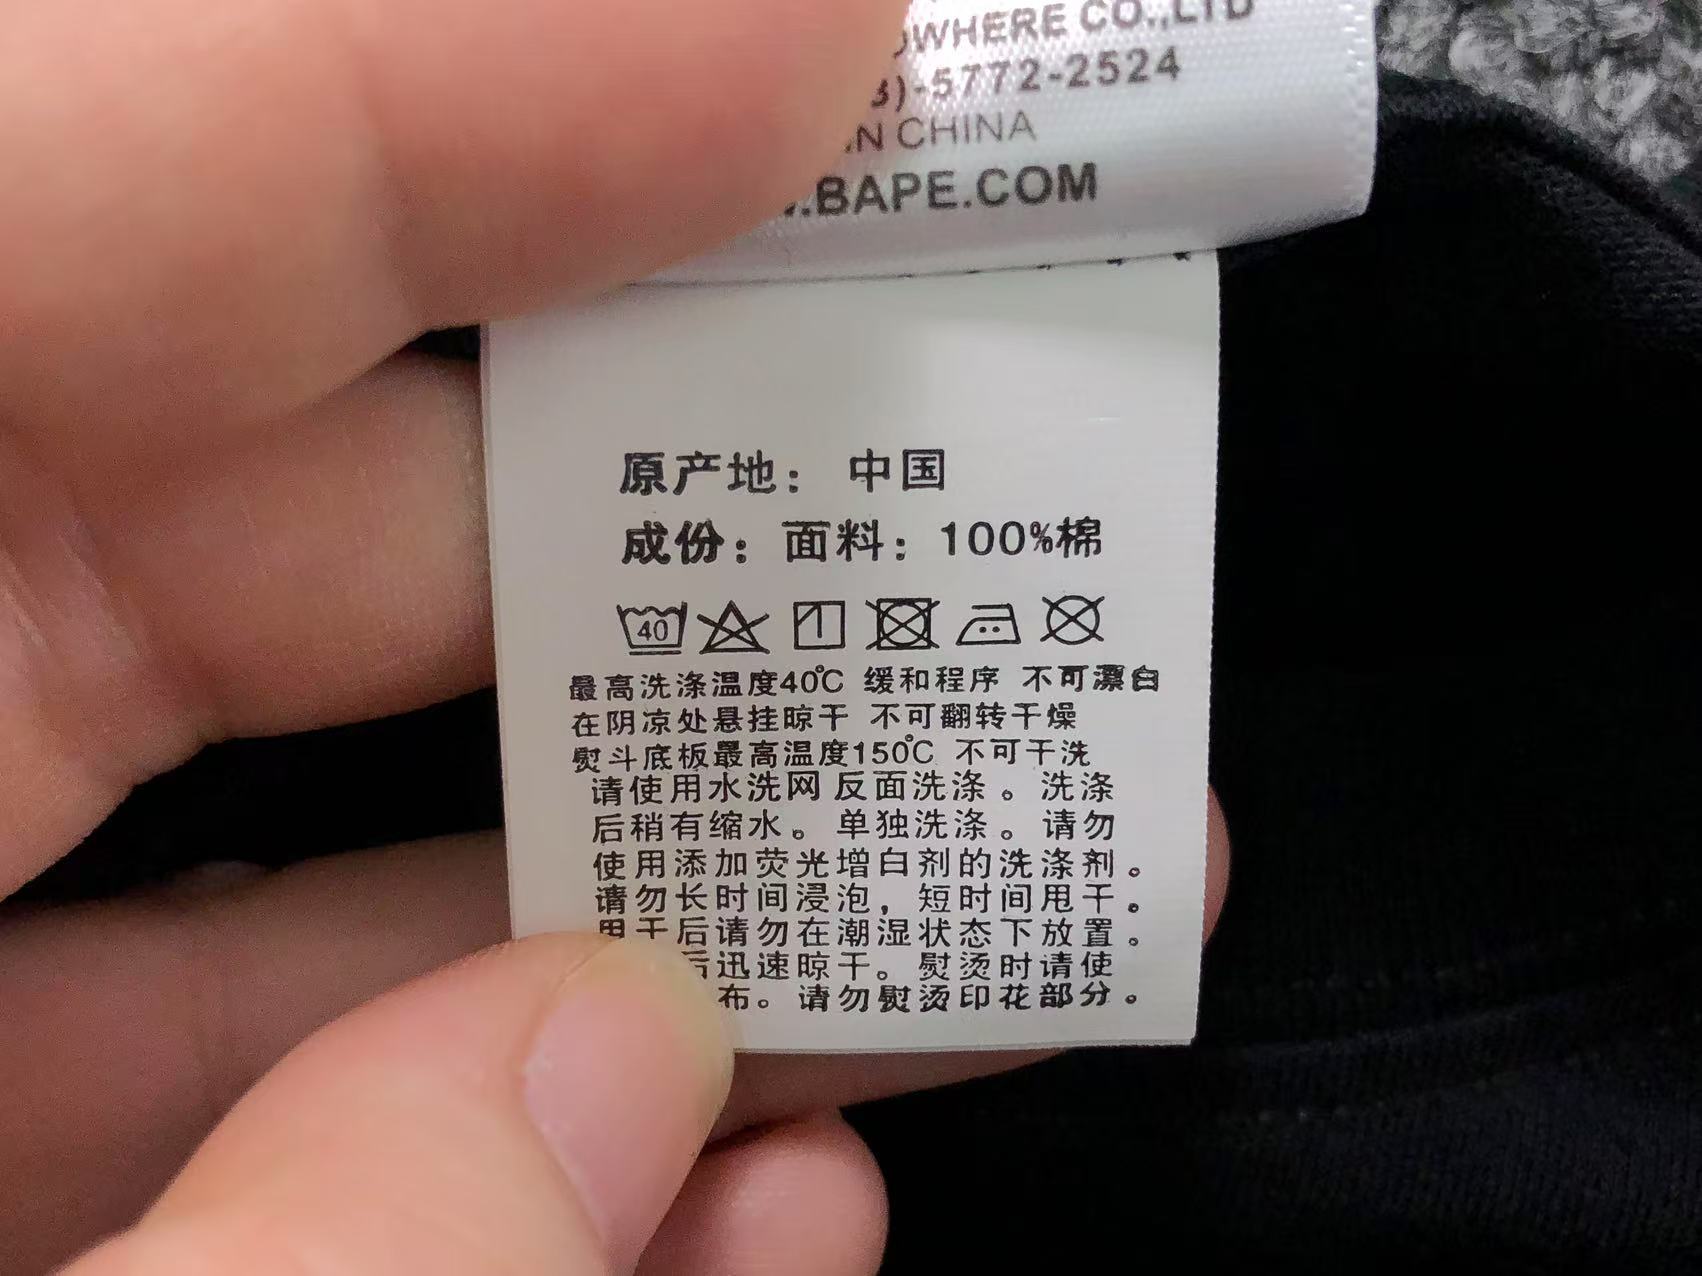 OWHERE CO.,LTD
3)-5772-2524
IN CHINA
.BAPE.COM
原产地：中国
成份：面料：100%棉
40
最高洗涤温度40℃ 缓和程序 不可漂白
在阴凉处悬挂晾干 不可翻转干燥
熨斗底板最高温度150℃ 不可干洗
请使用水洗网反面洗涤。洗涤
后稍有缩水。单独洗涤。请勿
使用添加荧光增白剂的洗涤剂。
请勿长时间浸泡，短时间甩干。
甩干后请勿在潮湿状态下放置。
后迅速晾干。熨烫时请使
布。请勿熨烫印花部分。